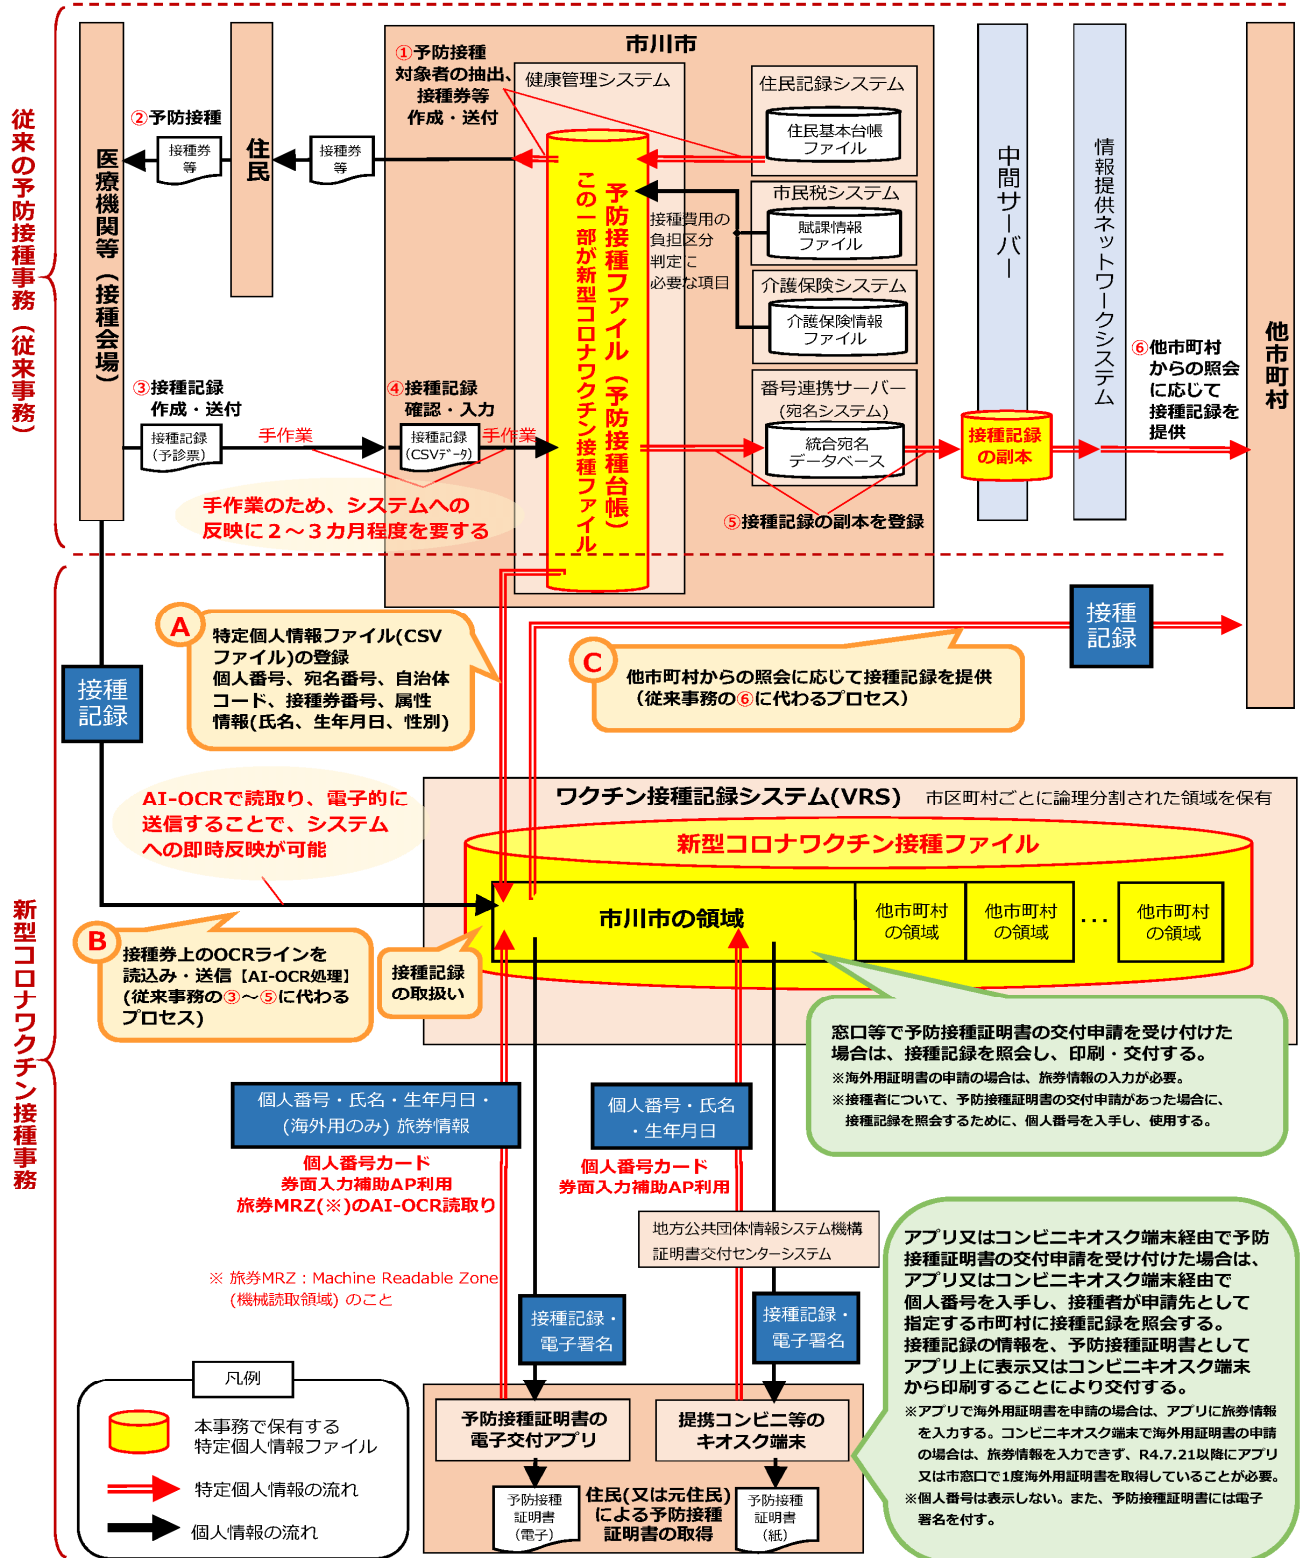 従来の予防接種事務（従来事務）
医療機関等（接種会場）
②予防接種
接種券
等
住民
接種券
等
市川市
①予防接種
対象者の抽出、
接種券等
作成・送付
健康管理システム
予防接種ファイル（予防接種台帳）
この一部が新型コロナワクチン接種ファイル
住民記録システム
住民基本台帳
ファイル
市民税システム
賦課情報
ファイル
接種費用の
負担区分
判定に
必要な項目
介護保険システム
介護保険情報
ファイル
番号連携サーバー
(宛名システム)
統合宛名
データベース
中間サーバー
接種記録
の副本
情報提供ネットワークシステム
⑥他市町村
からの照会
に応じて
接種記録を
提供
他市町村
③接種記録
作成・送付
接種記録
（予診票）
手作業
④接種記録
確認・入力
接種記録
（CSVﾃﾞｰﾀ）
手作業
手作業のため、システムへの
反映に２～３カ月程度を要する
⑤接種記録の副本を登録
新型コロナワクチン接種事務
接種
記録
A
特定個人情報ファイル(CSV
ファイル)の登録
個人番号、宛名番号、自治体
コード、接種券番号、属性
情報(氏名、生年月日、性別)
接種
記録
C
他市町村からの照会に応じて接種記録を提供
（従来事務の⑥に代わるプロセス）
AI-OCRで読取り、電子的に
送信することで、システム
への即時反映が可能
ワクチン接種記録システム(VRS)
市区町村ごとに論理分割された領域を保有
新型コロナワクチン接種ファイル
市川市の領域
他市町村
の領域
他市町村
の領域
…
他市町村
の領域
B
接種券上のOCRラインを
読込み・送信【AI-OCR処理】
(従来事務の③～⑤に代わる
プロセス)
接種記録
の取扱い
窓口等で予防接種証明書の交付申請を受け付けた
場合は、接種記録を照会し、印刷・交付する。
※海外用証明書の申請の場合は、旅券情報の入力が必要。
※接種者について、予防接種証明書の交付申請があった場合に、
接種記録を照会するために、個人番号を入手し、使用する。
個人番号・氏名・生年月日・
(海外用のみ) 旅券情報
個人番号カード
券面入力補助AP利用
旅券MRZ(※)のAI-OCR読取り
※ 旅券MRZ：Machine Readable Zone
(機械読取領域) のこと
個人番号・氏名
・生年月日
個人番号カード
券面入力補助AP利用
地方公共団体情報システム機構
証明書交付センターシステム
接種記録・
電子署名
接種記録・
電子署名
アプリ又はコンビニキオスク端末経由で予防
接種証明書の交付申請を受け付けた場合は、
アプリ又はコンビニキオスク端末経由で
個人番号を入手し、接種者が申請先として
指定する市町村に接種記録を照会する。
接種記録の情報を、予防接種証明書として
アプリ上に表示又はコンビニキオスク端末
から印刷することにより交付する。
※アプリで海外用証明書を申請の場合は、アプリに旅券情報
を入力する。コンビニキオスク端末で海外用証明書の申請
の場合は、旅券情報を入力できず、R4.7.21以降にアプリ
又は市窓口で1度海外用証明書を取得していることが必要。
※個人番号は表示しない。また、予防接種証明書には電子
署名を付す。
予防接種証明書の
電子交付アプリ
提携コンビニ等の
キオスク端末
予防接種
証明書
（電子）
住民(又は元住民)
による予防接種
証明書の取得
予防接種
証明書
（紙）
凡例
本事務で保有する
特定個人情報ファイル
特定個人情報の流れ
個人情報の流れ